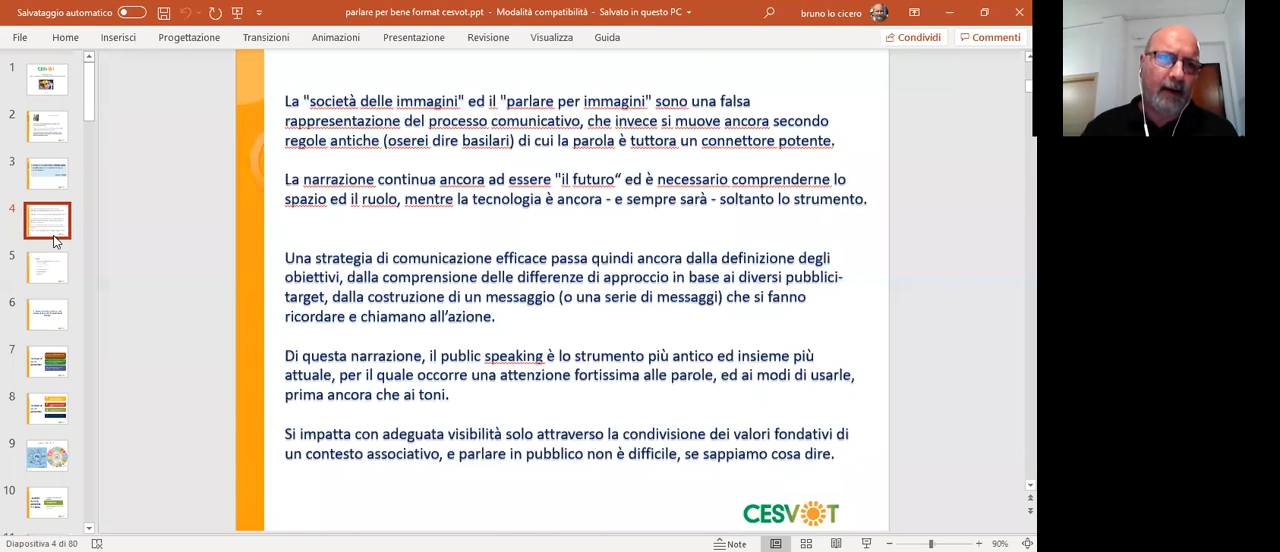 Salvataggio automatico
parlare per bene format cesvot.ppt - Modalità compatibilità - Salvato in questo PC
bruno lo cicero
File Home Inserisci Progettazione Transizioni Animazioni Presentazione Revisione Visualizza Guida
Condividi Commenti
1
2
3
4
5
6
7
8
9
10
La "società delle immagini" ed il "parlare per immagini" sono una falsa
rappresentazione del processo comunicativo, che invece si muove ancora secondo
regole antiche (oserei dire basilari) di cui la parola è tuttora un connettore potente.
La narrazione continua ancora ad essere "il futuro“ ed è necessario comprenderne lo
spazio ed il ruolo, mentre la tecnologia è ancora - e sempre sarà - soltanto lo strumento.
Una strategia di comunicazione efficace passa quindi ancora dalla definizione degli
obiettivi, dalla comprensione delle differenze di approccio in base ai diversi pubblici-
target, dalla costruzione di un messaggio (o una serie di messaggi) che si fanno
ricordare e chiamano all’azione.
Di questa narrazione, il public speaking è lo strumento più antico ed insieme più
attuale, per il quale occorre una attenzione fortissima alle parole, ed ai modi di usarle,
prima ancora che ai toni.
Si impatta con adeguata visibilità solo attraverso la condivisione dei valori fondativi di
un contesto associativo, e parlare in pubblico non è difficile, se sappiamo cosa dire.
CESVOT
Diapositiva 4 di 80
Note
90%